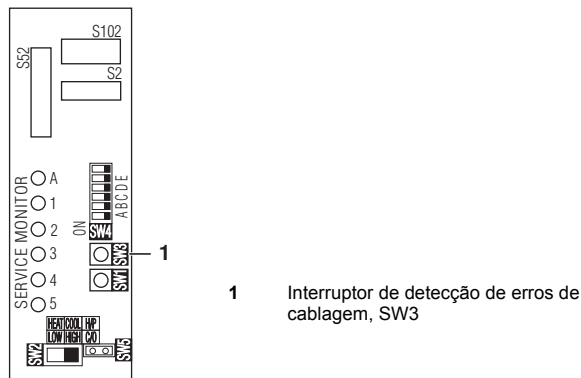 S102
S52
S2
SERVICE MONITOR
A
1
2
3
4
5
ON
ABCDE
SW4
SW3
1
SW1
HEAT COOL H/P
LOW HIGH C/O
SW2
SW5
1 Interruptor de detecção de erros de
cablagem, SW3